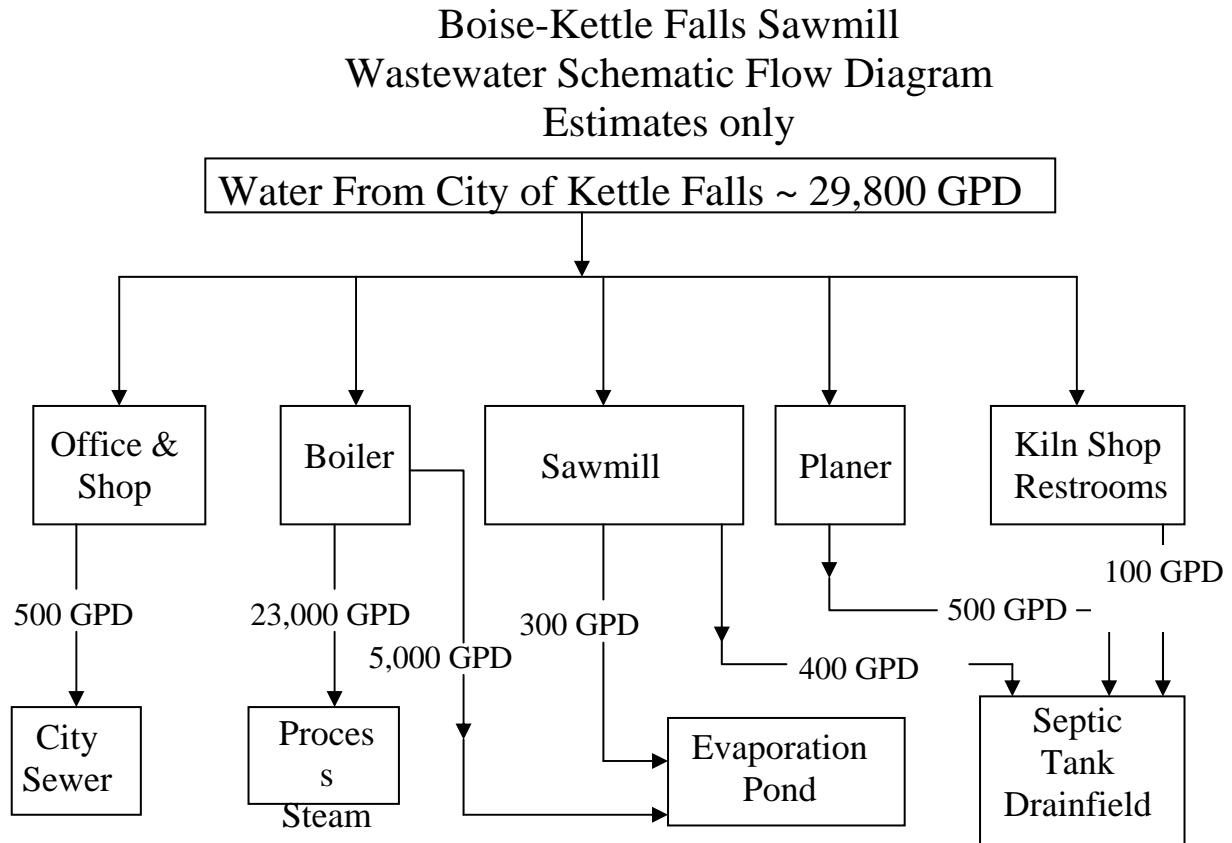 Boise-Kettle Falls Sawmill
Wastewater Schematic Flow Diagram
Estimates only
Water From City of Kettle Falls ~ 29,800 GPD
Office &
Shop
Boiler
Sawmill
Planer
Kiln Shop
Restrooms
500 GPD
23,000 GPD
5,000 GPD
300 GPD
400 GPD
500 GPD
100 GPD
City
Sewer
Proces
s
Steam
Evaporation
Pond
Septic
Tank
Drainfield